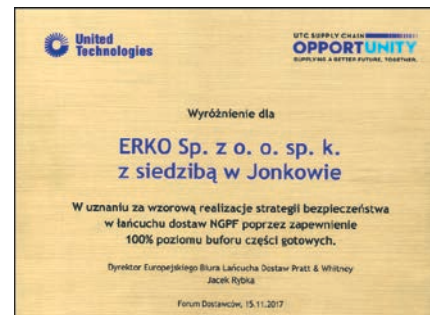 United
Technologies
UTC SUPPLY CHAIN
OPPORTUNITY
SUPPLYING A BETTER FUTURE, TOGETHER.
Wyróżnienie dla
ERKO Sp. z o. o. sp. k.
z siedzibą w Jonkowie
W uznaniu za wzorową realizacje strategii bezpieczeństwa
w łańcuchu dostaw NGPF poprzez zapewnienie
100% poziomu buforu części gotowych.
Dyrektor Europejskiego Biura Łańcucha Dostaw Pratt & Whitney
Jacek Rybka
Forum Dostawców, 15.11.2017